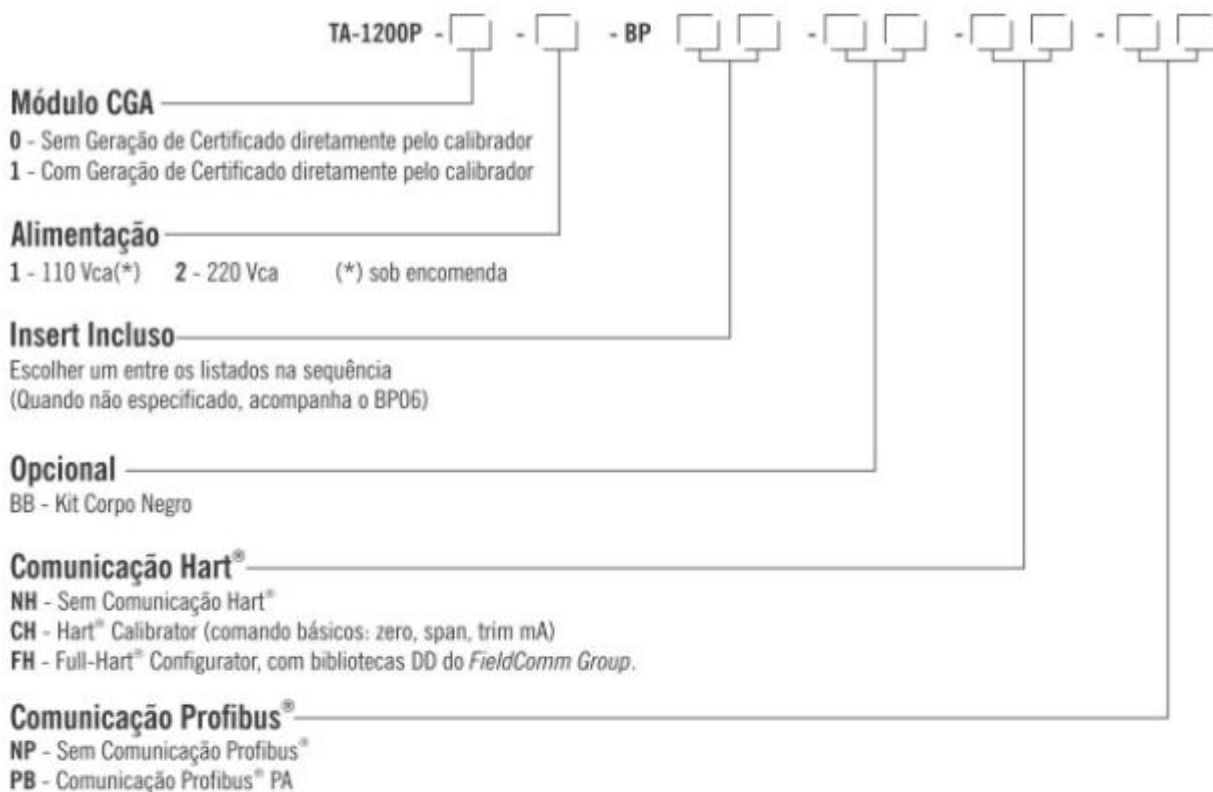 TA-1200P - - - BP - - -
Módulo CGA
0 - Sem Geração de Certificado diretamente pelo calibrador
1 - Com Geração de Certificado diretamente pelo calibrador
Alimentação
1 - 110 Vca(*) 2 - 220 Vca (*) sob encomenda
Insert Incluso
Escolher um entre os listados na sequência
(Quando não especificado, acompanha o BP06)
Opcional
BB - Kit Corpo Negro
Comunicação Hart®
NH - Sem Comunicação Hart®
CH - Hart® Calibrator (comando básicos: zero, span, trim mA)
FH - Full-Hart® Configurator, com bibliotecas DD do FieldComm Group.
Comunicação Profibus®
NP - Sem Comunicação Profibus®
PB - Comunicação Profibus® PA